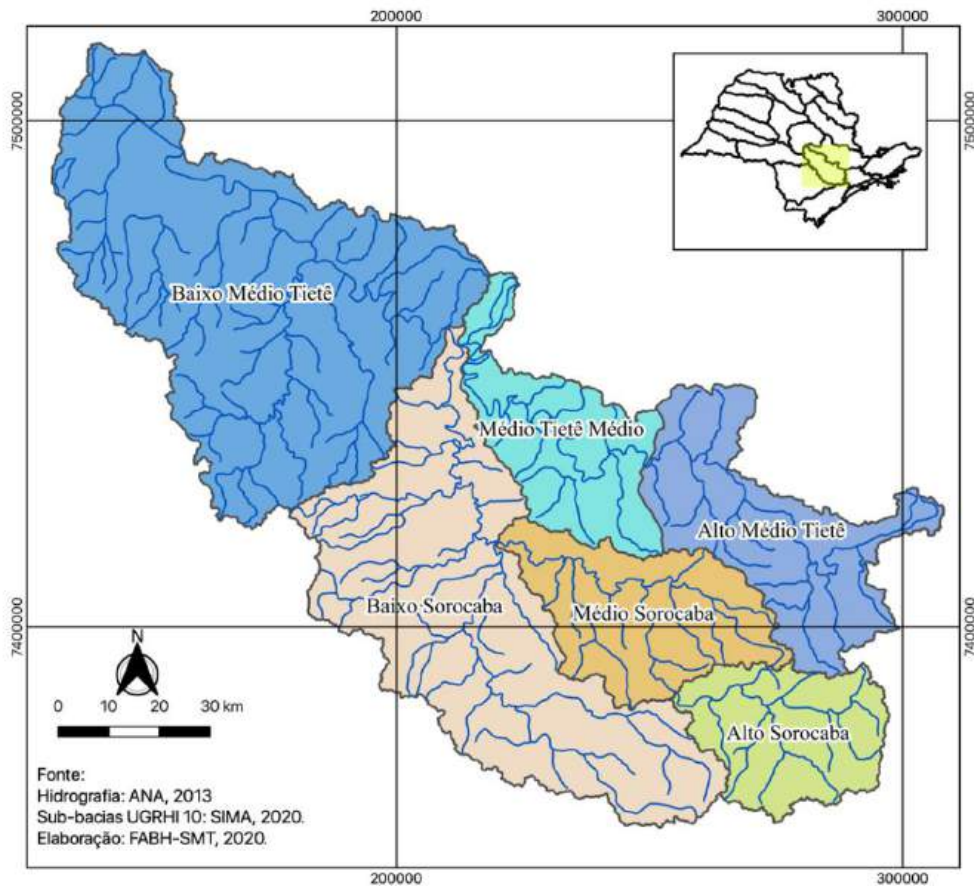 200000 300000
7500000 7500000
Baixo Médio Tietê
Médio Tietê Médio
Alto Médio Tietê
Baixo Sorocaba
Médio Sorocaba
7400000 7400000
Alto Sorocaba
N
0 10 20 30 km
Fonte:
Hidrografia: ANA, 2013
Sub-bacias UGRHI 10: SIMA, 2020.
Elaboração: FABH-SMT, 2020.
200000 300000